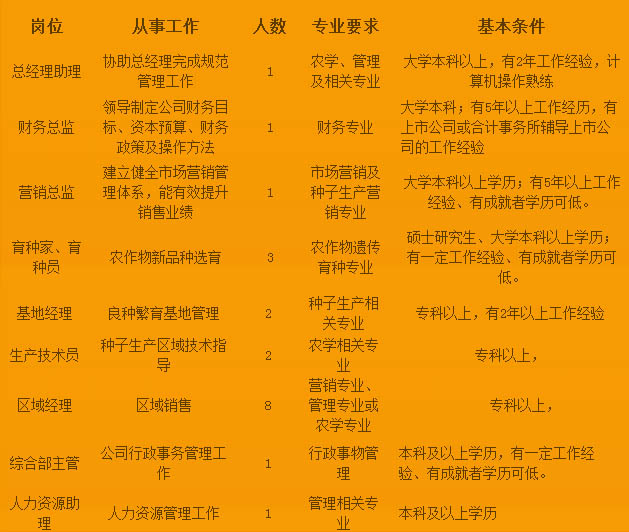 岗位 从事工作 人数 专业要求 基本条件
总经理助理 协助总经理完成规范 1 农学、管理 大学本科以上，有2年工作经验，计
管理工作 及相关专业 算机操作熟练
财务总监 领导制定公司财务目 1 财务专业 大学本科；有5年以上工作经历，有
标、资本预算、财务 上市公司或会计事务所辅导上市公
政策及操作方法 司的工作经验
营销总监 建立健全市场营销管 1 市场营销及 大学本科以上学历；有5年以上工作
理体系，能有效提升 种子生产营 经验、有成就者学历可低。
销售业绩 销专业
育种家、育 农作物新品种选育 3 农作物遗传 硕士研究生、大学本科以上学历；
种员 育种专业 有一定工作经验、有成就者学历可
低。
基地经理 良种繁育基地管理 2 种子生产相 专科以上，有2年以上工作经验
关专业
生产技术员 种子生产区域技术指 2 农学相关专 专科以上，
导 业
区域经理 区域销售 8 营销专业、 专科以上，
管理专业或
农学专业
综合部主管 公司行政事务管理工 1 行政事物管 本科及以上学历，有一定工作经
作 理 验、有成就者学历可低。
人力资源助 人力资源管理工作 1 管理相关专 本科及以上学历
理 业